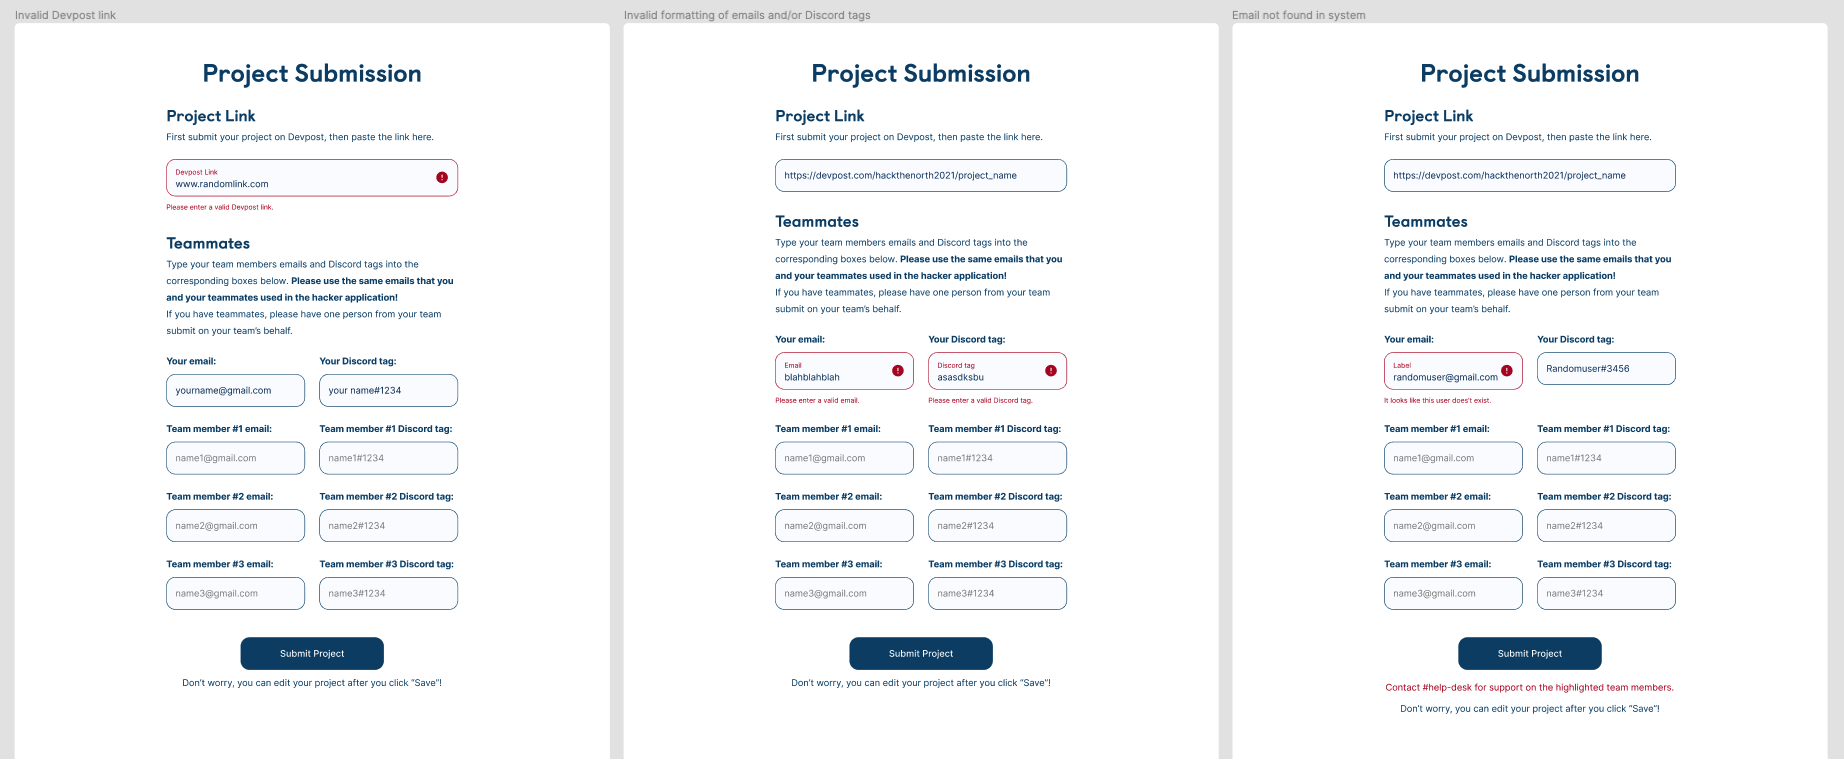 Invalid Devpost link
Project Submission
Project Link
First submit your project on Devpost, then paste the link here.
Devpost Link
www.randomlink.com
Please enter a valid Devpost link.
Teammates
Type your team members emails and Discord tags into the
corresponding boxes below. Please use the same emails that you
and your teammates used in the hacker application!
If you have teammates, please have one person from your team
submit on your team's behalf.
Your email: Your Discord tag:
yourname@gmail.com your name#1234
Team member #1 email: Team member #1 Discord tag:
name1@gmail.com name1#1234
Team member #2 email: Team member #2 Discord tag:
name2@gmail.com name2#1234
Team member #3 email: Team member #3 Discord tag:
name3@gmail.com name3#1234
Submit Project
Don't worry, you can edit your project after you click “Save”!
Invalid formatting of emails and/or Discord tags
Project Submission
Project Link
First submit your project on Devpost, then paste the link here.
https://devpost.com/hackthenorth2021/project_name
Teammates
Type your team members emails and Discord tags into the
corresponding boxes below. Please use the same emails that you
and your teammates used in the hacker application!
If you have teammates, please have one person from your team
submit on your team's behalf.
Your email: Your Discord tag:
Email Discord tag
blahblahblah asasdksbu
Please enter a valid email. Please enter a valid Discord tag.
Team member #1 email: Team member #1 Discord tag:
name1@gmail.com name1#1234
Team member #2 email: Team member #2 Discord tag:
name2@gmail.com name2#1234
Team member #3 email: Team member #3 Discord tag:
name3@gmail.com name3#1234
Submit Project
Don't worry, you can edit your project after you click “Save”!
Email not found in system
Project Submission
Project Link
First submit your project on Devpost, then paste the link here.
https://devpost.com/hackthenorth2021/project_name
Teammates
Type your team members emails and Discord tags into the
corresponding boxes below. Please use the same emails that you
and your teammates used in the hacker application!
If you have teammates, please have one person from your team
submit on your team's behalf.
Your email: Your Discord tag:
Label
randomuser@gmail.com Randomuser#3456
It looks like this user does't exist.
Team member #1 email: Team member #1 Discord tag:
name1@gmail.com name1#1234
Team member #2 email: Team member #2 Discord tag:
name2@gmail.com name2#1234
Team member #3 email: Team member #3 Discord tag:
name3@gmail.com name3#1234
Submit Project
Contact #help-desk for support on the highlighted team members.
Don't worry, you can edit your project after you click “Save”!